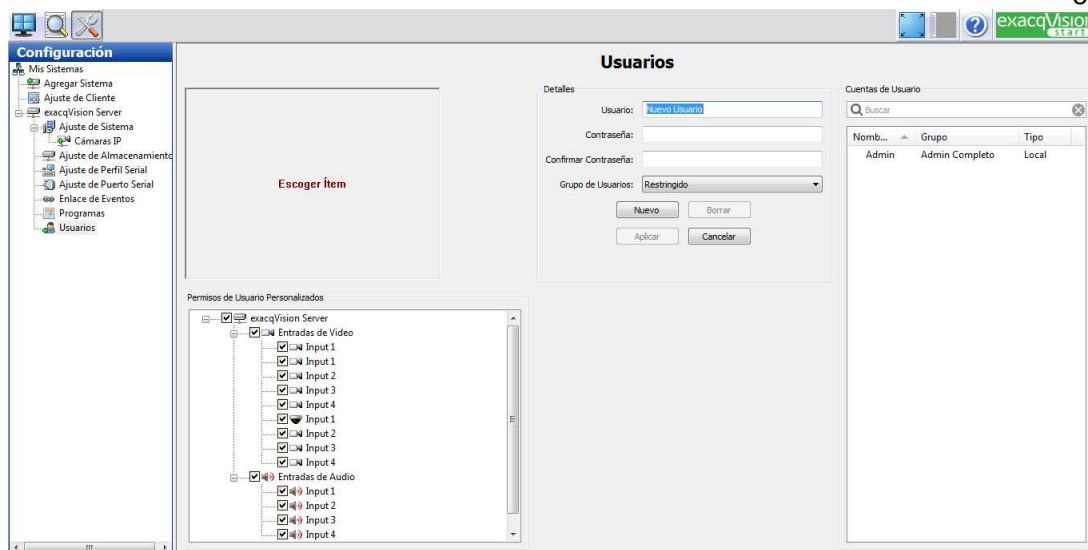 exacqVision
start
Configuración
Mis Sistemas
Agregar Sistema
Ajuste de Cliente
exacqVision Server
Ajuste de Sistema
Cámaras IP
Ajuste de Almacenamiento
Ajuste de Perfil Serial
Ajuste de Puerto Serial
Enlace de Eventos
Programas
Usuarios
Usuarios
Escoger Ítem
Detalles
Usuario: Nuevo Usuario
Contraseña:
Confirmar Contraseña:
Grupo de Usuarios: Restringido
Nuevo Borrar
Aplicar Cancelar
Cuentas de Usuario
Buscar
Nomb... Grupo Tipo
Admin Admin Completo Local
Permisos de Usuario Personalizados
exacqVision Server
Entradas de Video
Input 1
Input 1
Input 2
Input 3
Input 4
Input 1
Input 2
Input 3
Input 4
Entradas de Audio
Input 1
Input 2
Input 3
Input 4